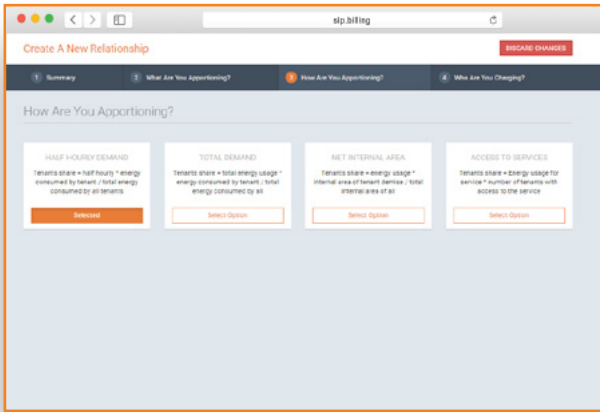 slp.billing
Create A New Relationship
DISCARD CHANGES
1 Summary
2 What Are You Apportioning?
3 How Are You Apportioning?
4 Who Are You Charging?
How Are You Apportioning?
HALF HOURLY DEMAND
Tenants share = half hourly * energy
consumed by tenant / total energy
consumed by all tenants
Selected
TOTAL DEMAND
Tenants share = total energy usage *
energy consumed by tenant / total
energy consumed by all
Select Option
NET INTERNAL AREA
Tenants share = energy usage *
internal area of tenant demise / total
internal area of all
Select Option
ACCESS TO SERVICES
Tenants share = Energy usage for
service * number of tenants with
access to the service
Select Option